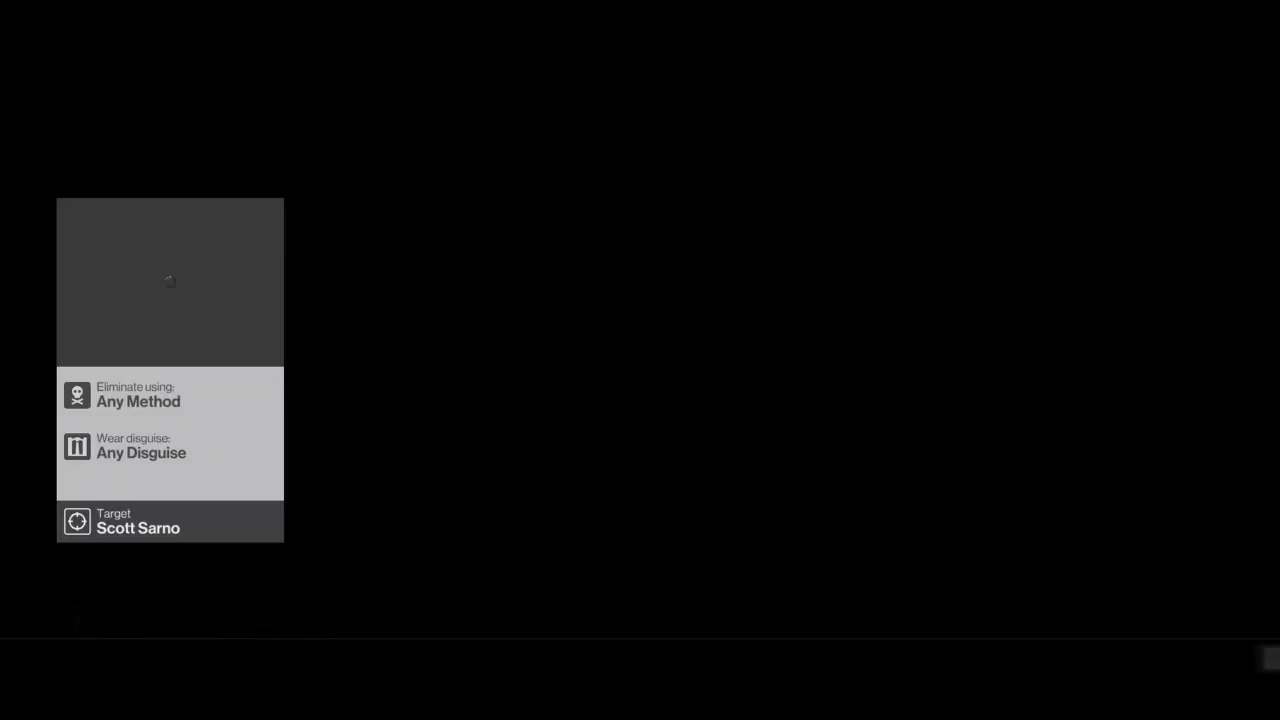 Eliminate using:
Any Method
Wear disguise:
Any Disguise
Target
Scott Sarno